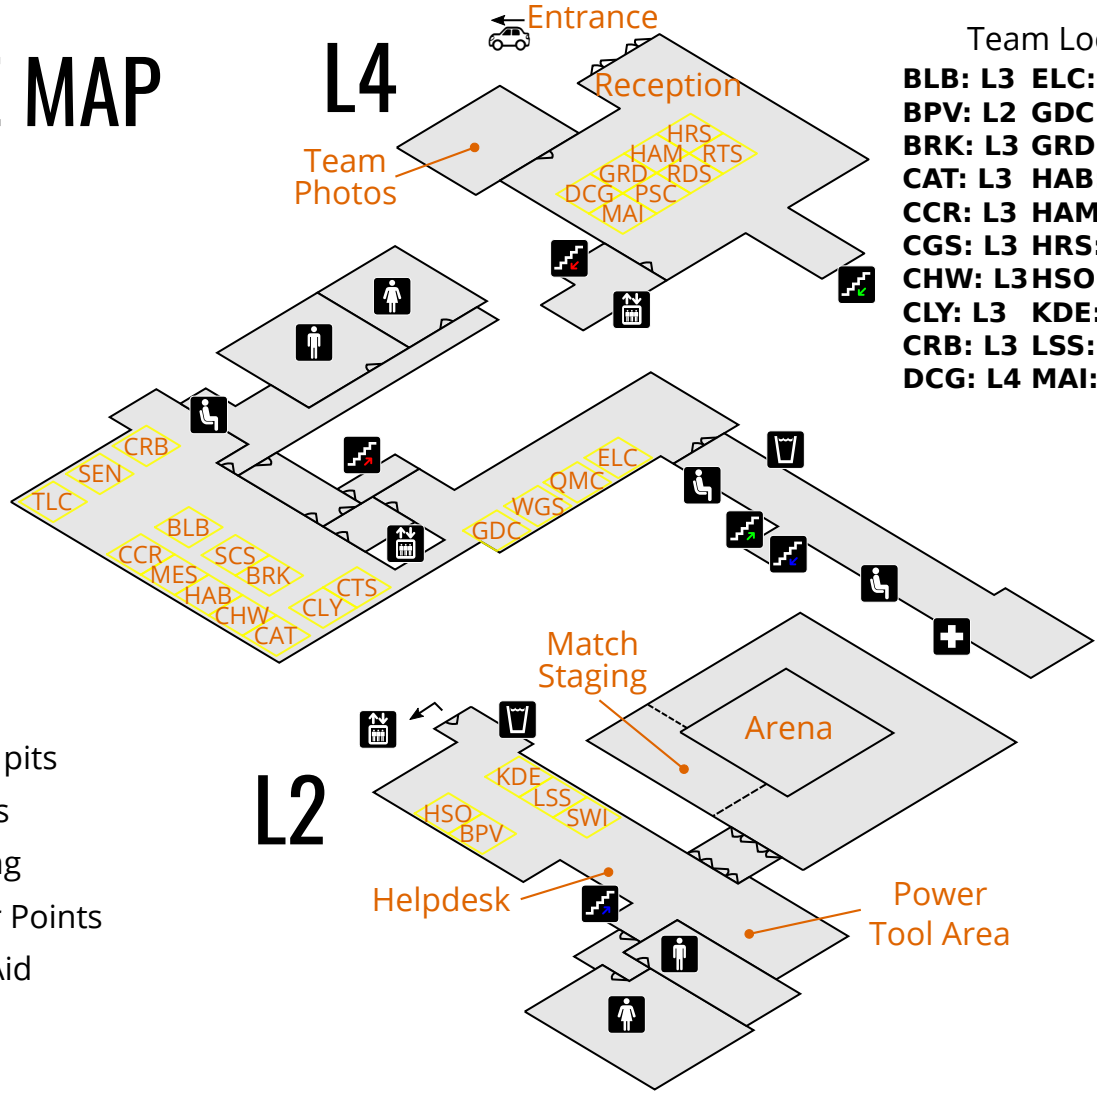 MAP
L4
Entrance
Reception
Team
Photos
HRS
HAM RTS
GRD RDS
DCG PSC
MAI
Team Loc
BLB: L3 ELC:
BPV: L2 GDC
BRK: L3 GRD
CAT: L3 HAB
CCR: L3 HAM
CGS: L3 HRS:
CHW: L3 HSO
CLY: L3 KDE:
CRB: L3 LSS:
DCG: L4 MAI:
CRB
SEN
TLC
BLB
CCR SCS
MES BRK
HAB CTS
CHW CLY
CAT
ELC
QMC
WGS
GDC
Match
Staging
Arena
pits
s
g
Points
Aid
L2
KDE
LSS
SWI
HSO
BPV
Helpdesk
Power
Tool Area